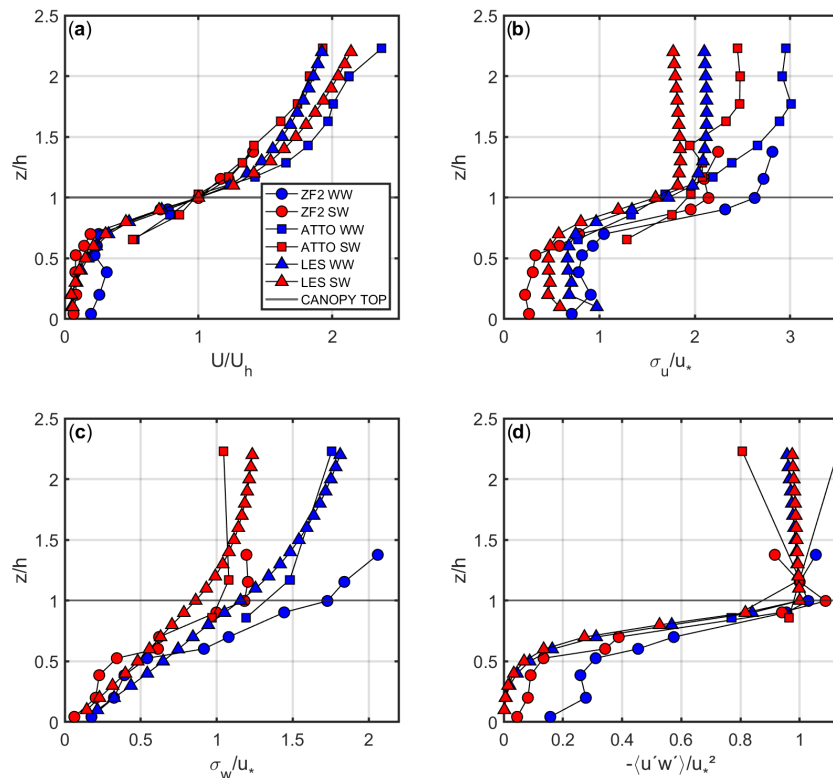 (a)
2.5
2
1.5
1
0.5
0
z/h
0 1 2
U/U_h
ZF2 WW
ZF2 SW
ATTO WW
ATTO SW
LES WW
LES SW
CANOPY TOP
(b)
2.5
2
1.5
1
0.5
0
z/h
0 1 2 3
σ_u/u_*
(c)
2.5
2
1.5
1
0.5
0
z/h
0 0.5 1 1.5 2
σ_w/u_*
(d)
2.5
2
1.5
1
0.5
0
z/h
0 0.2 0.4 0.6 0.8 1
-⟨u´w´⟩/u_*²